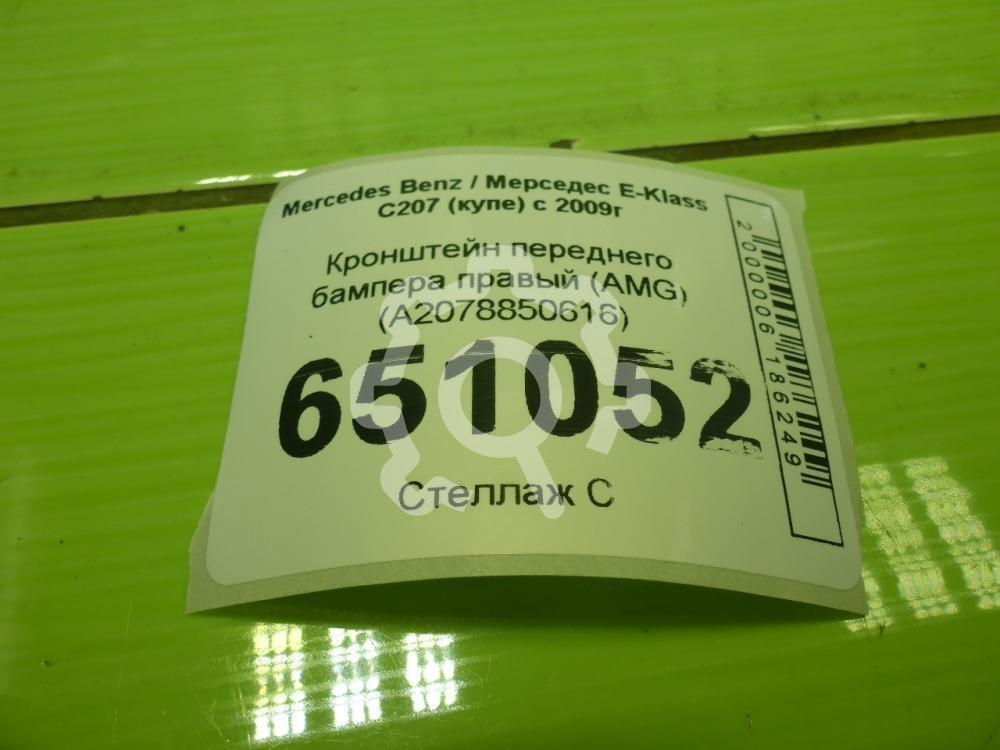 Mercedes Benz / Мерседес E-Klass
C207 (купе) с 2009г
Кронштейн переднего
бампера правый (AMG)
(A2078850616)
651052
Стеллаж С
2000006186249